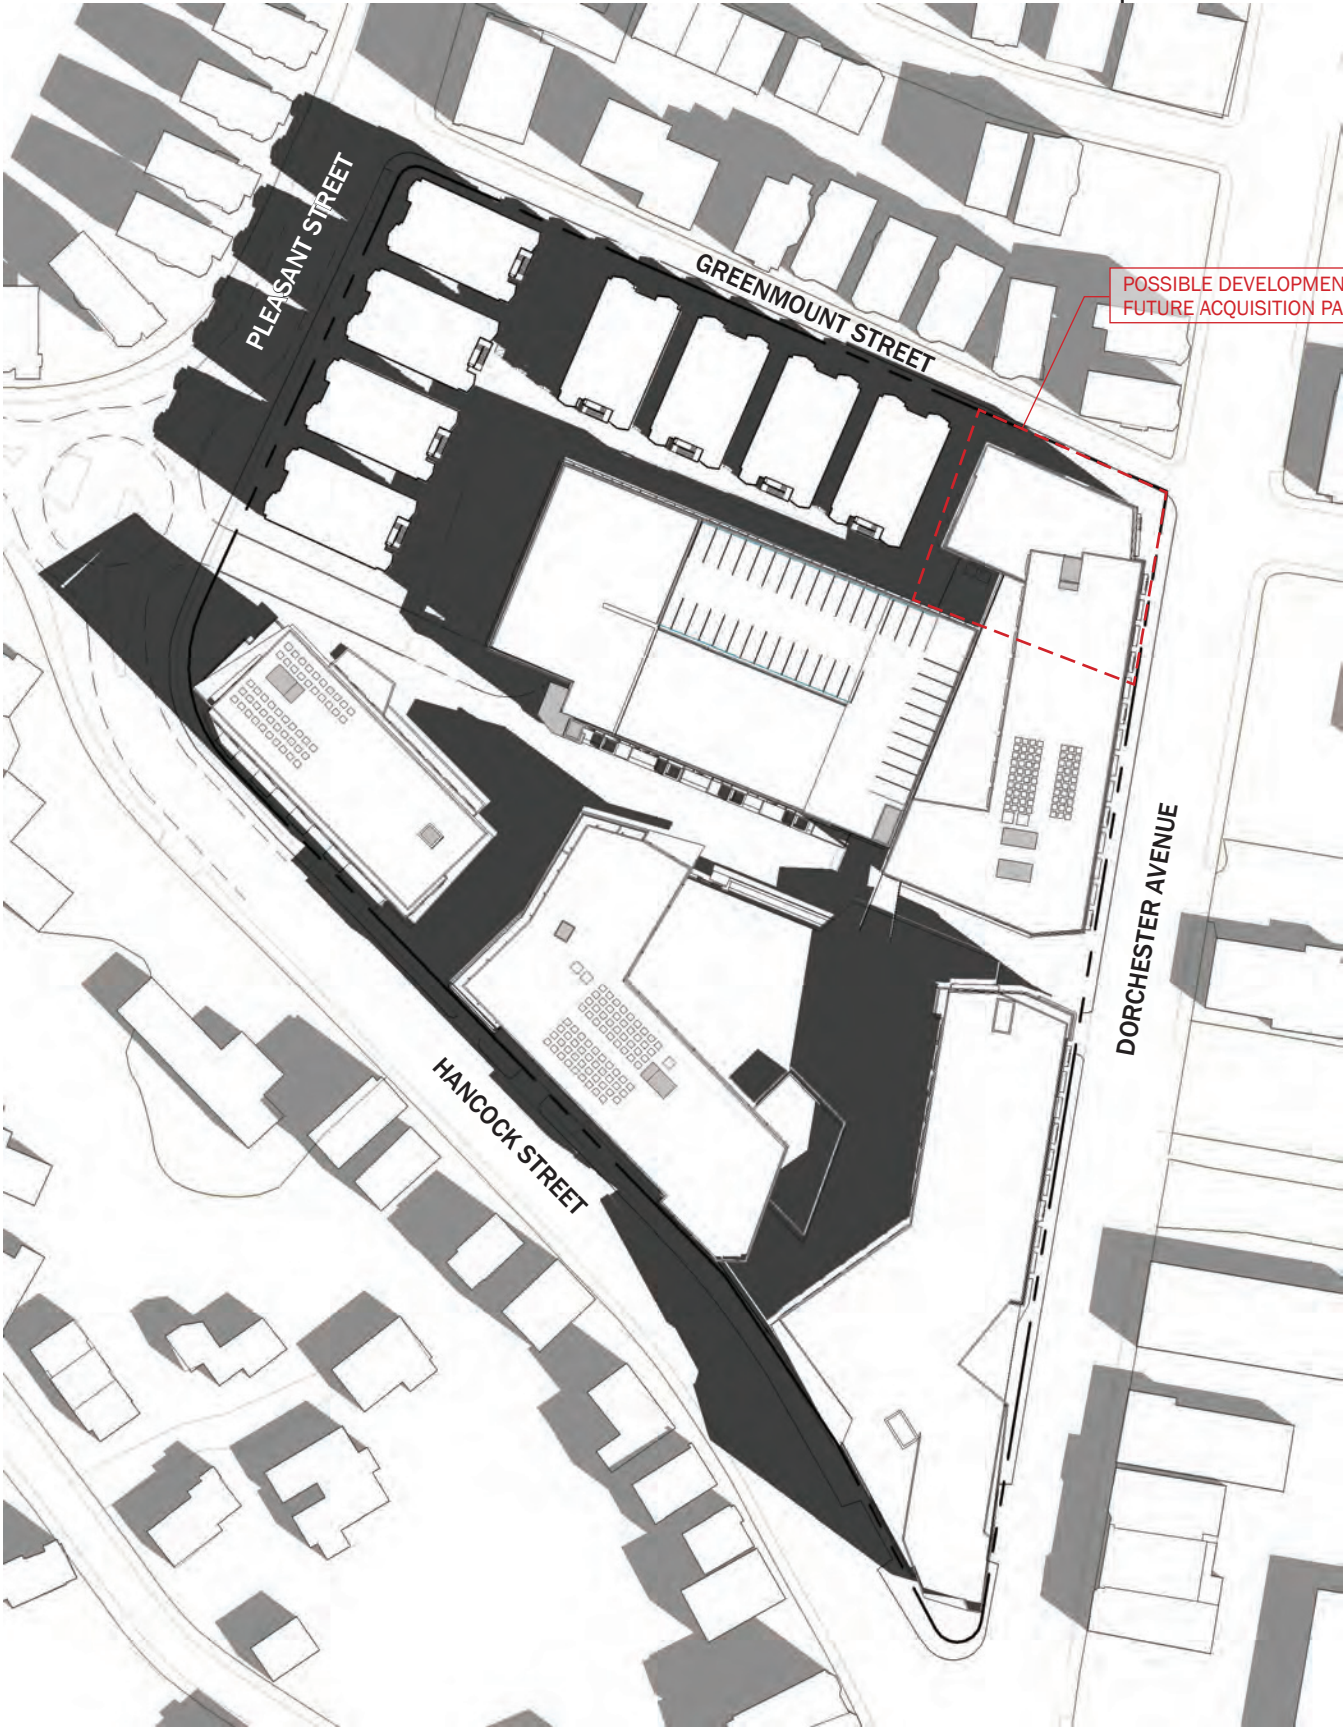 PLEASANT STREET
GREENMOUNT STREET
POSSIBLE DEVELOPMEN
FUTURE ACQUISITION PA
DORCHESTER AVENUE
HANCOCK STREET